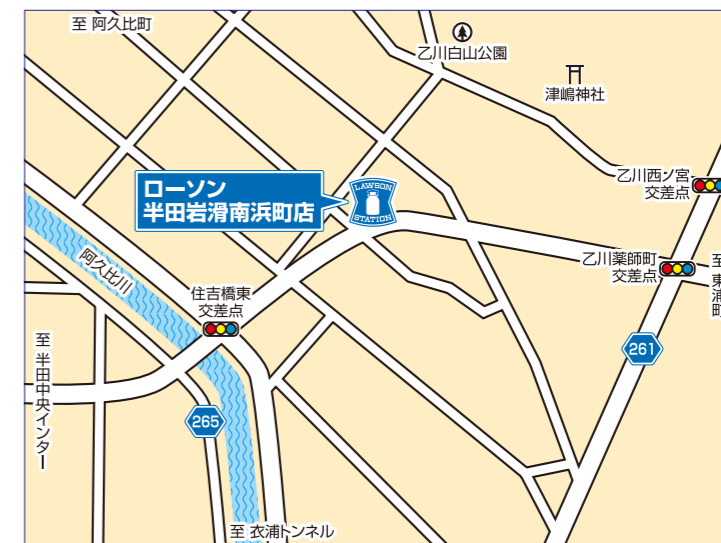 至 阿久比町
乙川白山公園
津嶋神社
乙川西ノ宮
交差点
ローソン
半田岩滑南浜町店
LAWSON
STATION
阿久比川
住吉橋東
交差点
乙川薬師町
交差点
至 東浦町
261
至 半田中央インター
265
至 衣浦トンネル